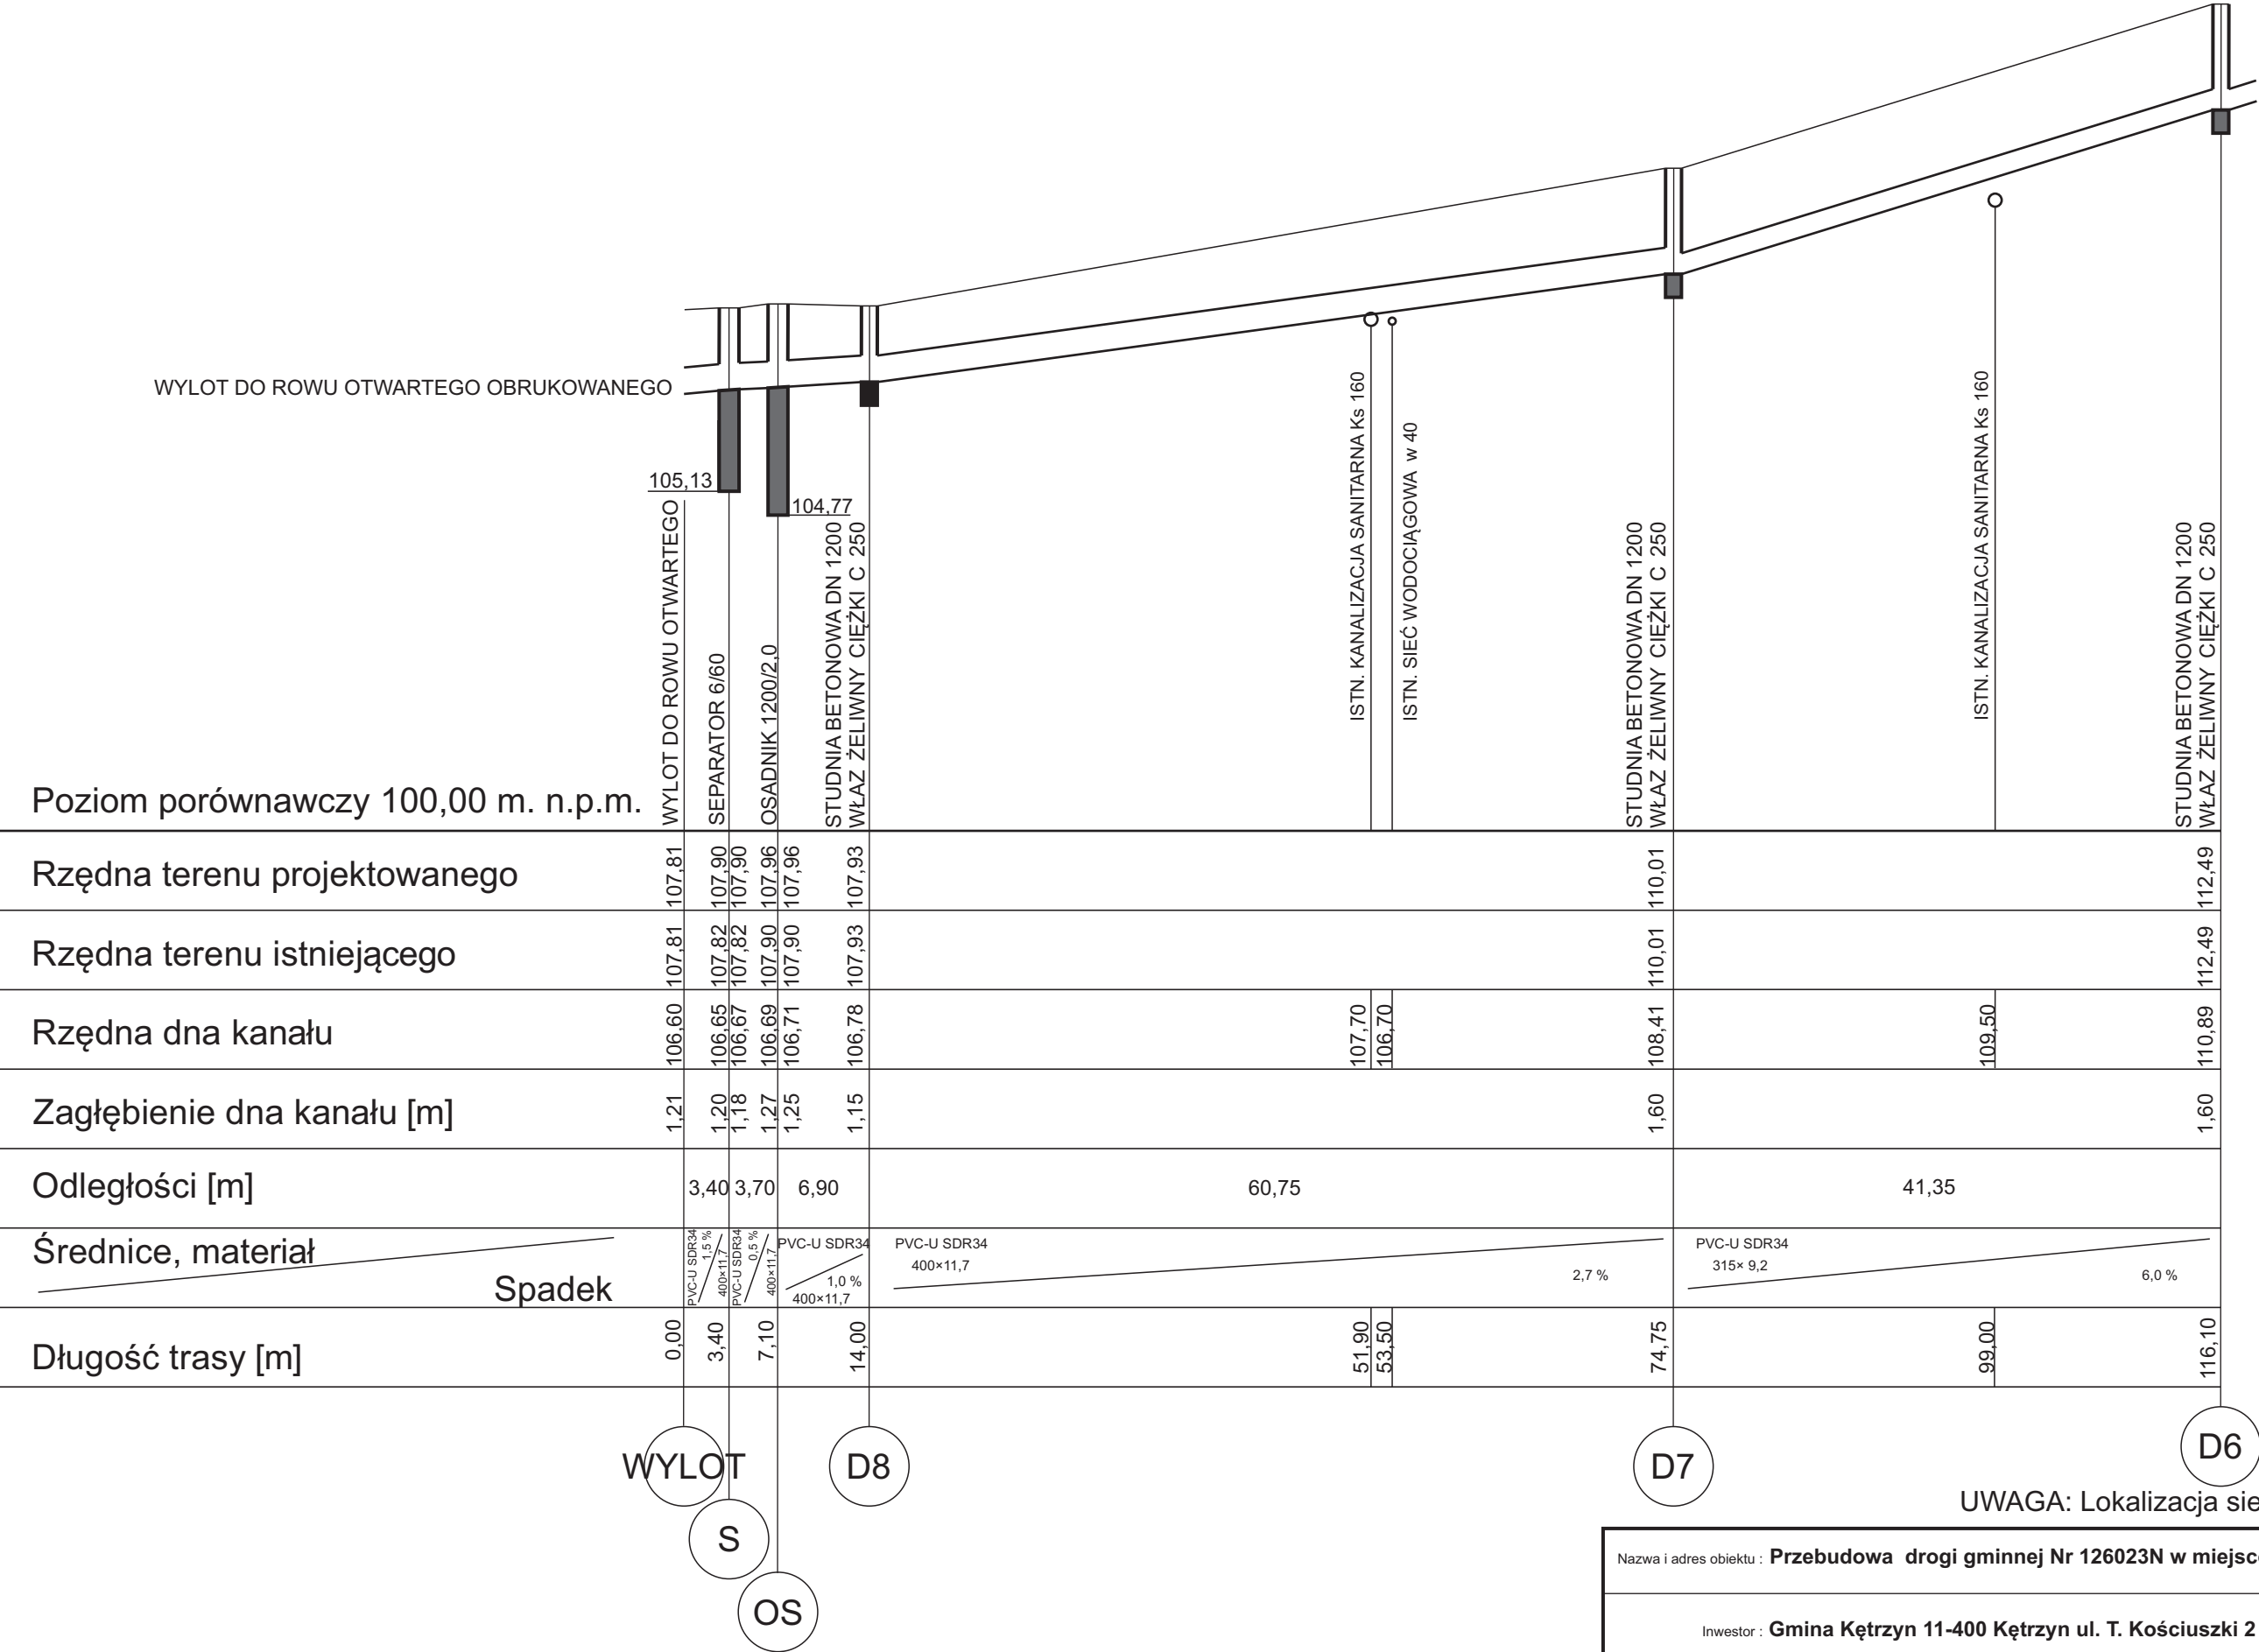 WYLOT DO ROWU OTWARTEGO OBRUKOWANEGO
105,13
104,77
WYLOT DO ROWU OTWARTEGO
SEPARATOR 6/60
OSADNIK 1200/2,0
STUDNIA BETONOWA DN 1200
WŁAZ ŻELIWNY CIĘŻKI C 250
ISTN. KANALIZACJA SANITARNA Ks 160
ISTN. SIEĆ WODOCIĄGOWA w 40
STUDNIA BETONOWA DN 1200
WŁAZ ŻELIWNY CIĘŻKI C 250
ISTN. KANALIZACJA SANITARNA Ks 160
STUDNIA BETONOWA DN 1200
WŁAZ ŻELIWNY CIĘŻKI C 250
Poziom porównawczy 100,00 m. n.p.m.
Rzędna terenu projektowanego 107,81 107,90 107,90 107,96 107,96 107,93 110,01 112,49
Rzędna terenu istniejącego 107,81 107,82 107,82 107,90 107,90 107,93 110,01 112,49
Rzędna dna kanału 106,60 106,65 106,67 106,69 106,71 106,78 107,70 106,70 108,41 109,50 110,89
Zagłębienie dna kanału [m] 1,21 1,20 1,18 1,27 1,25 1,15 1,60 1,60
Odległości [m] 3,40 3,70 6,90 60,75 41,35
Średnice, materiał
Spadek
PVC-U SDR34
1,5 %
400×11,7
PVC-U SDR34
0,5 %
400×11,7
PVC-U SDR34
1,0 %
400×11,7
PVC-U SDR34
400×11,7
2,7 %
PVC-U SDR34
315× 9,2
6,0 %
Długość trasy [m] 0,00 3,40 7,10 14,00 51,90 53,50 74,75 99,00 116,10
WYLOT
S
OS
D8
D7
D6
UWAGA: Lokalizacja sie
Nazwa i adres obiektu : Przebudowa drogi gminnej Nr 126023N w miejsc
Inwestor : Gmina Kętrzyn 11-400 Kętrzyn ul. T. Kościuszki 2